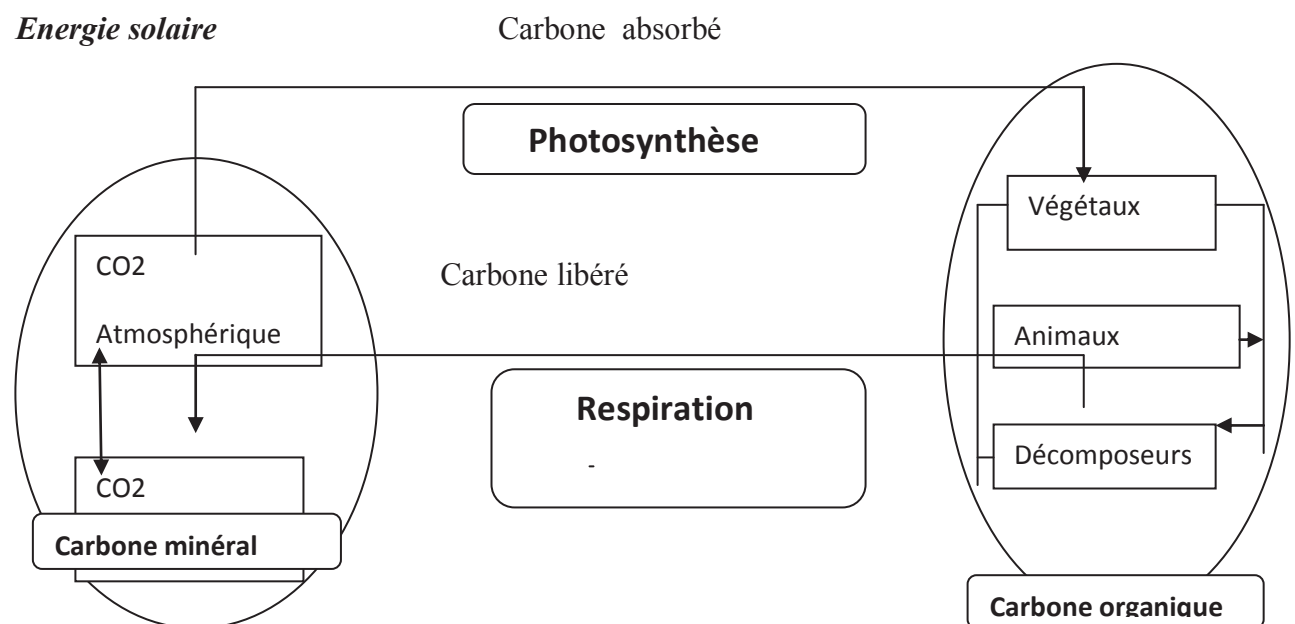 Energie solaire Carbone absorbé
Photosynthèse
Végétaux
CO2
Atmosphérique
Carbone libéré
Animaux
Respiration
-
Décomposeurs
CO2
Carbone minéral
Carbone organique